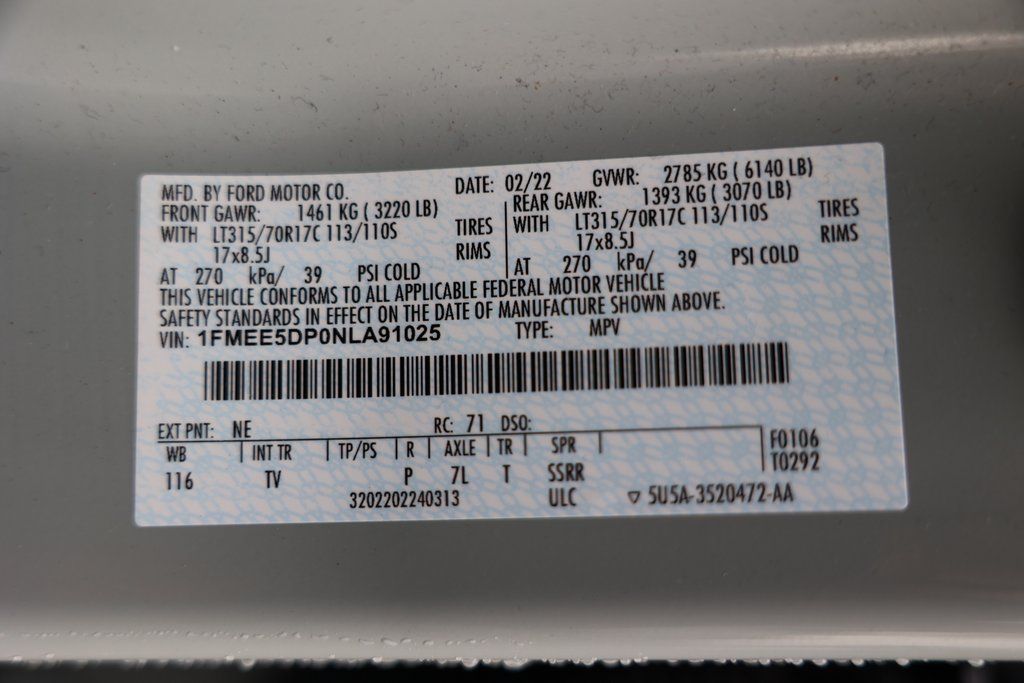 MFD. BY FORD MOTOR CO. DATE: 02/22 GVWR: 2785 KG ( 6140 LB)
FRONT GAWR: 1461 KG ( 3220 LB) REAR GAWR: 1393 KG ( 3070 LB)
WITH LT315/70R17C 113/110S TIRES WITH LT315/70R17C 113/110S TIRES
17x8.5J RIMS 17x8.5J RIMS
AT 270 kPa/ 39 PSI COLD AT 270 kPa/ 39 PSI COLD
THIS VEHICLE CONFORMS TO ALL APPLICABLE FEDERAL MOTOR VEHICLE
SAFETY STANDARDS IN EFFECT ON THE DATE OF MANUFACTURE SHOWN ABOVE.
VIN: 1FMEE5DP0NLA91025 TYPE: MPV
EXT PNT: NE RC: 71 DSO:
WB INT TR TP/PS R AXLE TR SPR F0106
116 TV P 7L T SSRR T0292
3202202240313 ULC ▽ 5U5A-3520472-AA